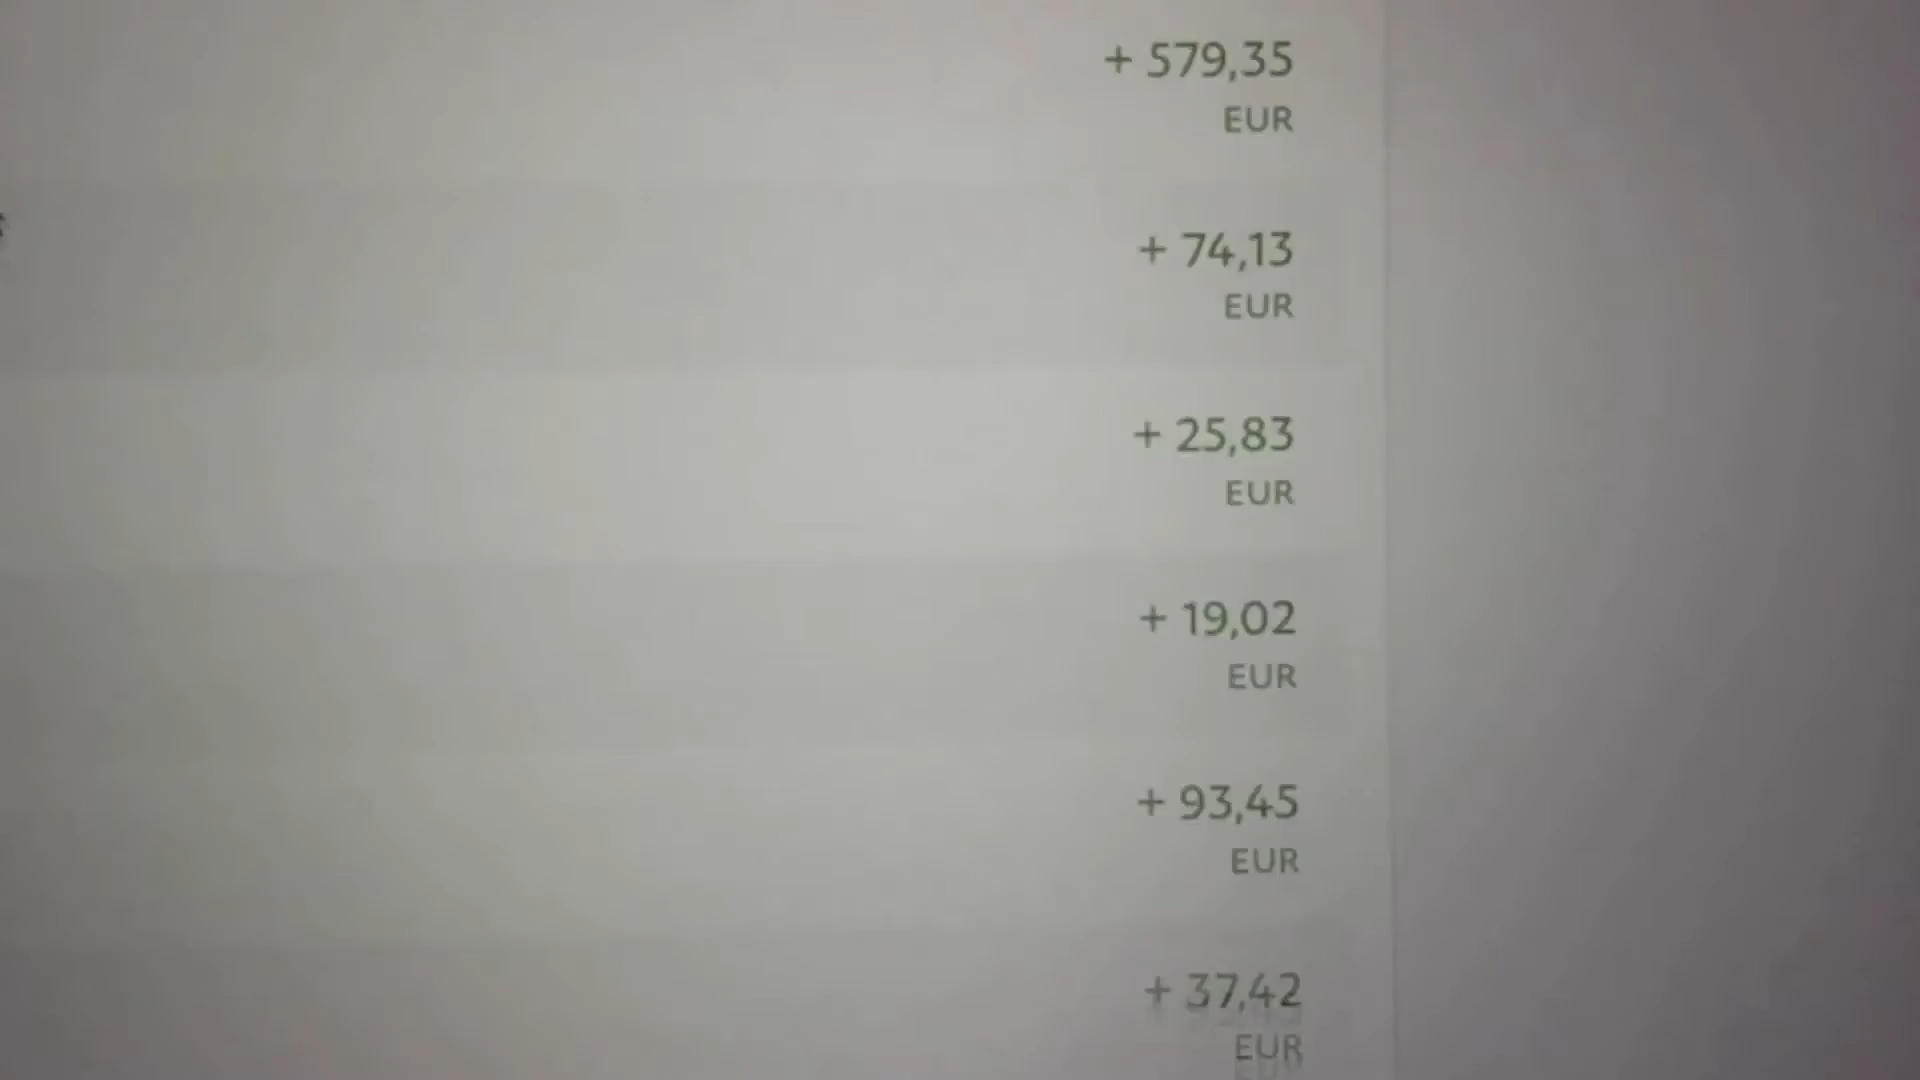 + 579,35
EUR
+ 74,13
EUR
+ 25,83
EUR
+ 19,02
EUR
+ 93,45
EUR
+ 37,42
EUR